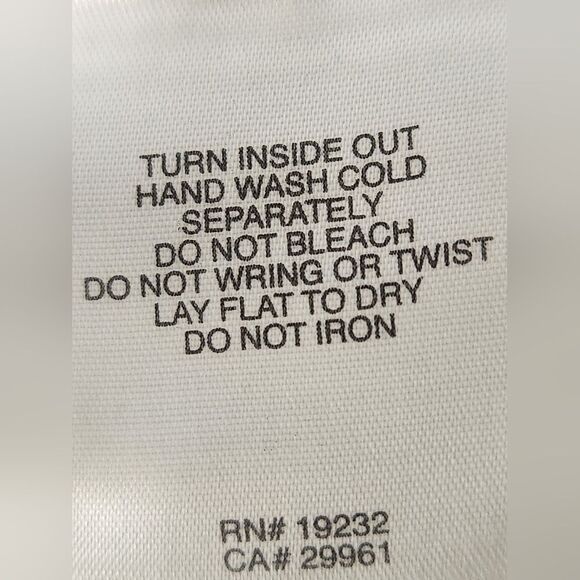 TURN INSIDE OUT
HAND WASH COLD
SEPARATELY
DO NOT BLEACH
DO NOT WRING OR TWIST
LAY FLAT TO DRY
DO NOT IRON
RN# 19232
CA# 29961